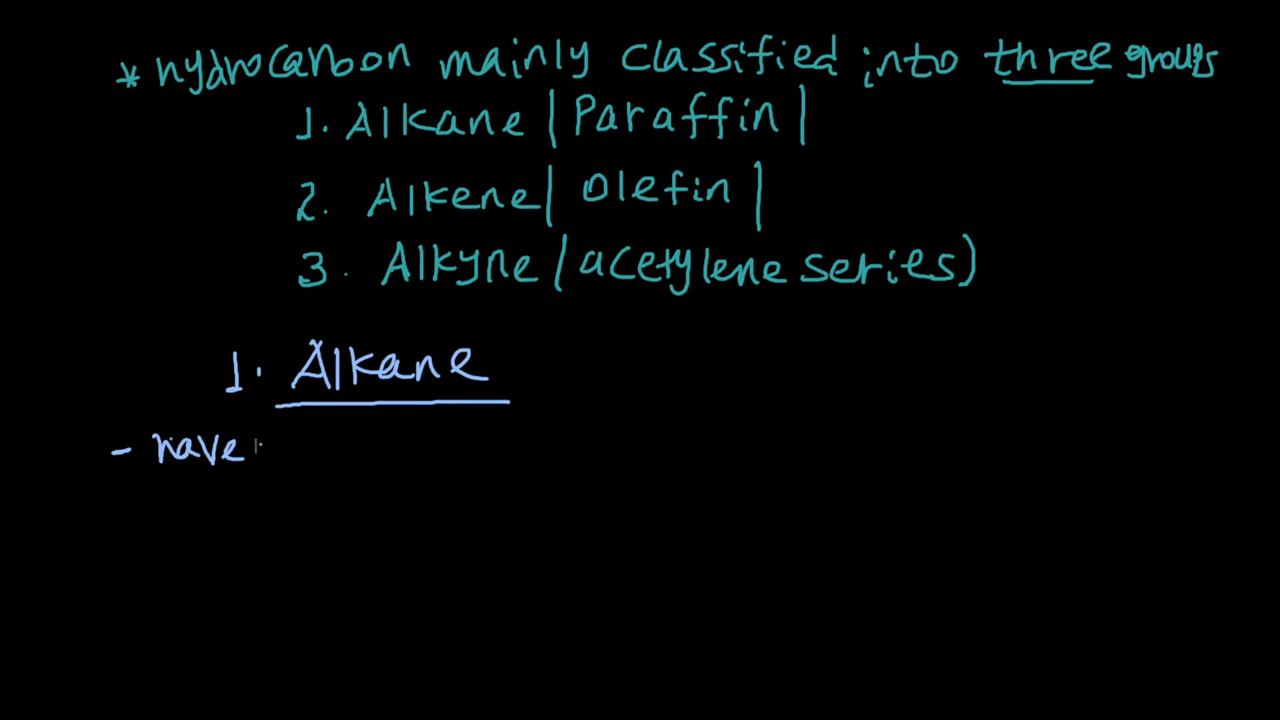 * hydrocarbon mainly classified into three groups
1. Alkane | Paraffin |
2. Alkene | Olefin |
3. Alkyne / acetylene series)
1. Alkane
- have